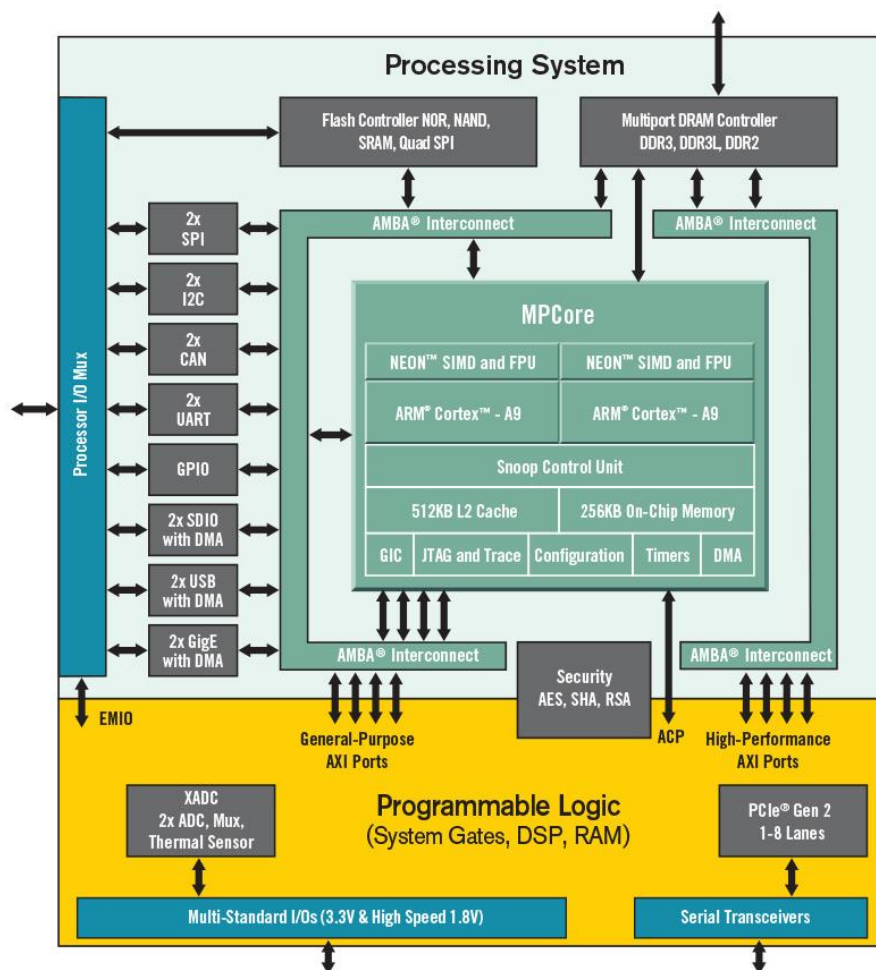 Processing System
Flash Controller NOR, NAND,
SRAM, Quad SPI
Multiport DRAM Controller
DDR3, DDR3L, DDR2
Processor I/O Mux
2x
SPI
2x
I2C
2x
CAN
2x
UART
GPIO
2x SDIO
with DMA
2x USB
with DMA
2x GigE
with DMA
AMBA® Interconnect
AMBA® Interconnect
MPCore
NEON™ SIMD and FPU
NEON™ SIMD and FPU
ARM® Cortex™ - A9
ARM® Cortex™ - A9
Snoop Control Unit
512KB L2 Cache
256KB On-Chip Memory
GIC
JTAG and Trace
Configuration
Timers
DMA
AMBA® Interconnect
AMBA® Interconnect
Security
AES, SHA, RSA
EMIO
General-Purpose
AXI Ports
ACP
High-Performance
AXI Ports
XADC
2x ADC, Mux,
Thermal Sensor
Programmable Logic
(System Gates, DSP, RAM)
PCIe® Gen 2
1-8 Lanes
Multi-Standard I/Os (3.3V & High Speed 1.8V)
Serial Transceivers